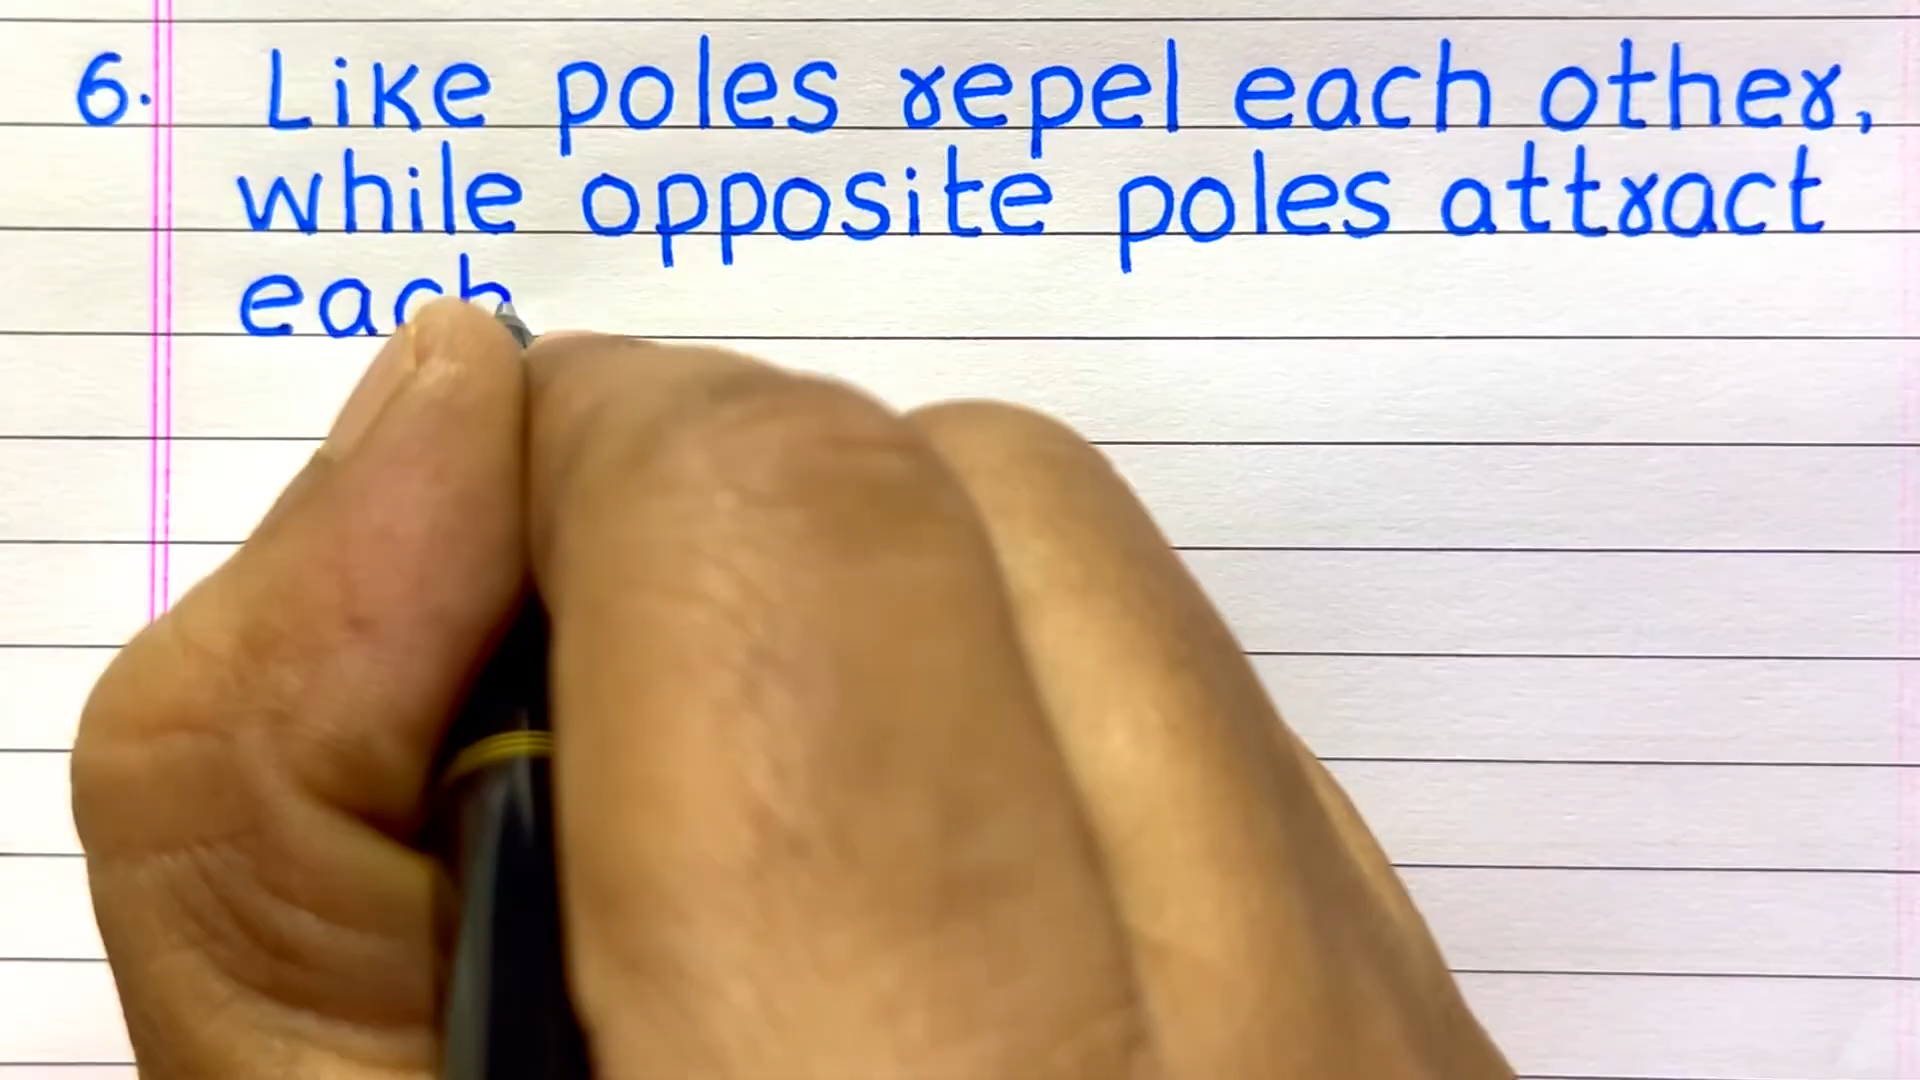 6. Like poles repel each other,
while opposite poles attract
each